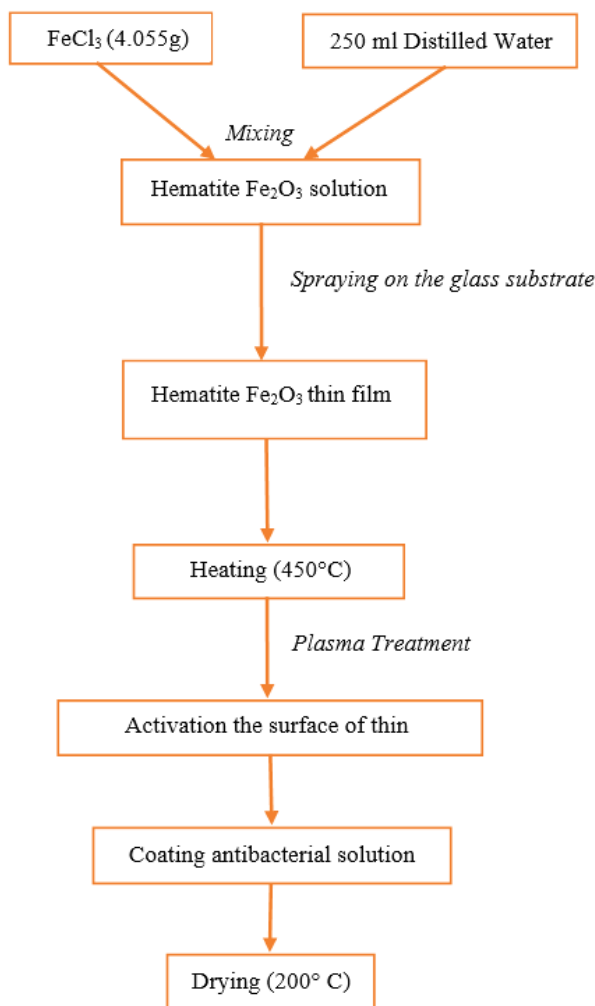 FeCl₃ (4.055g)
250 ml Distilled Water
Mixing
Hematite Fe₂O₃ solution
Spraying on the glass substrate
Hematite Fe₂O₃ thin film
Heating (450°C)
Plasma Treatment
Activation the surface of thin
Coating antibacterial solution
Drying (200° C)